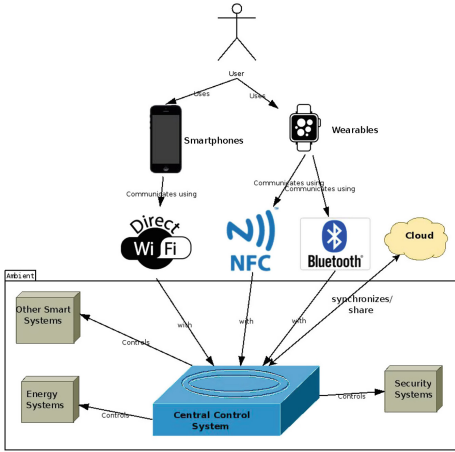 User
Uses
Uses
Smartphones
Wearables
Communicates using
Communicates using
Communicates using
Direct
Wi Fi
NFC
Bluetooth®
Cloud
Ambient
synchronizes/
share
Other Smart
Systems
with
with
with
Controls
Energy
Systems
Security
Systems
Controls
Controls
Central Control
System